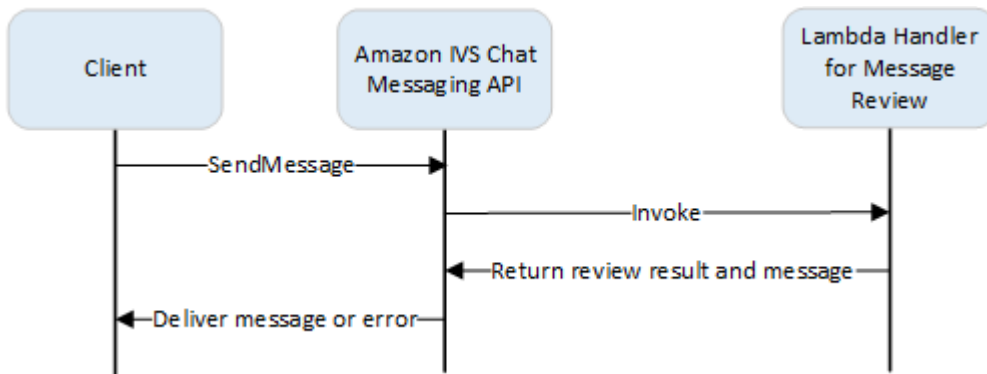 Client
Amazon IVS Chat
Messaging API
Lambda Handler
for Message
Review
SendMessage
Invoke
Return review result and message
Deliver message or error